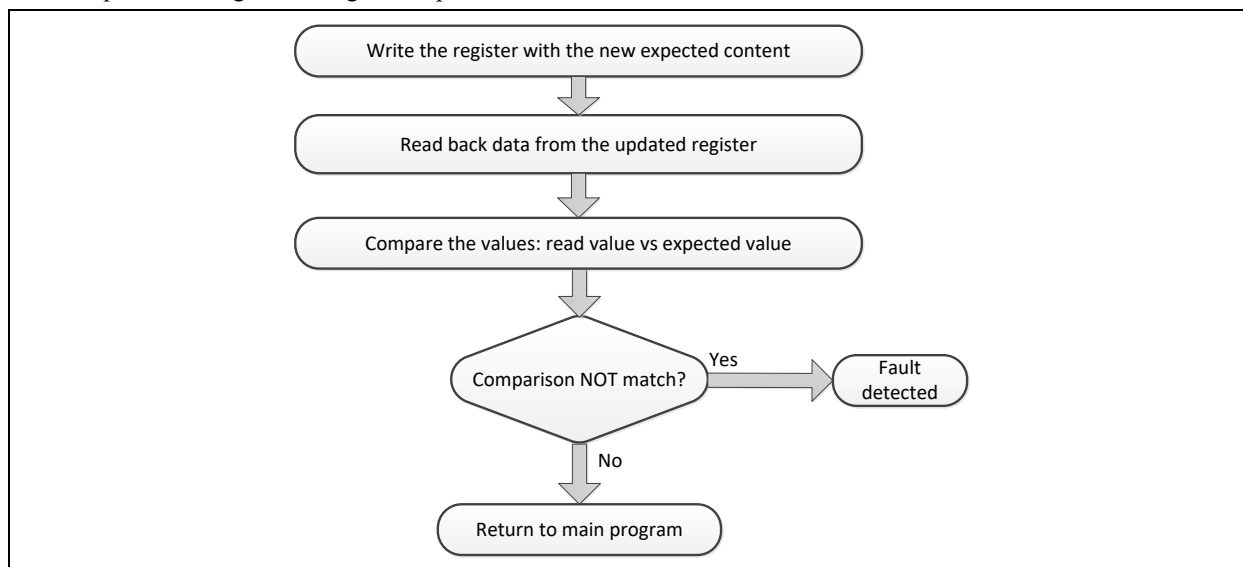 Write the register with the new expected content
Read back data from the updated register
Compare the values: read value vs expected value
Comparison NOT match?
Yes
Fault
detected
No
Return to main program